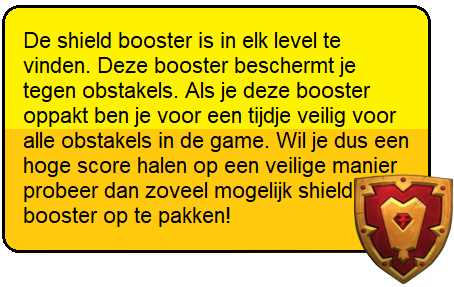 De shield booster is in elk level te
vinden. Deze booster beschermt je
tegen obstakels. Als je deze booster
oppakt ben je voor een tijdje veilig voor
alle obstakels in de game. Wil je dus een
hoge score halen op een veilige manier
probeer dan zoveel mogelijk shield
booster op te pakken!